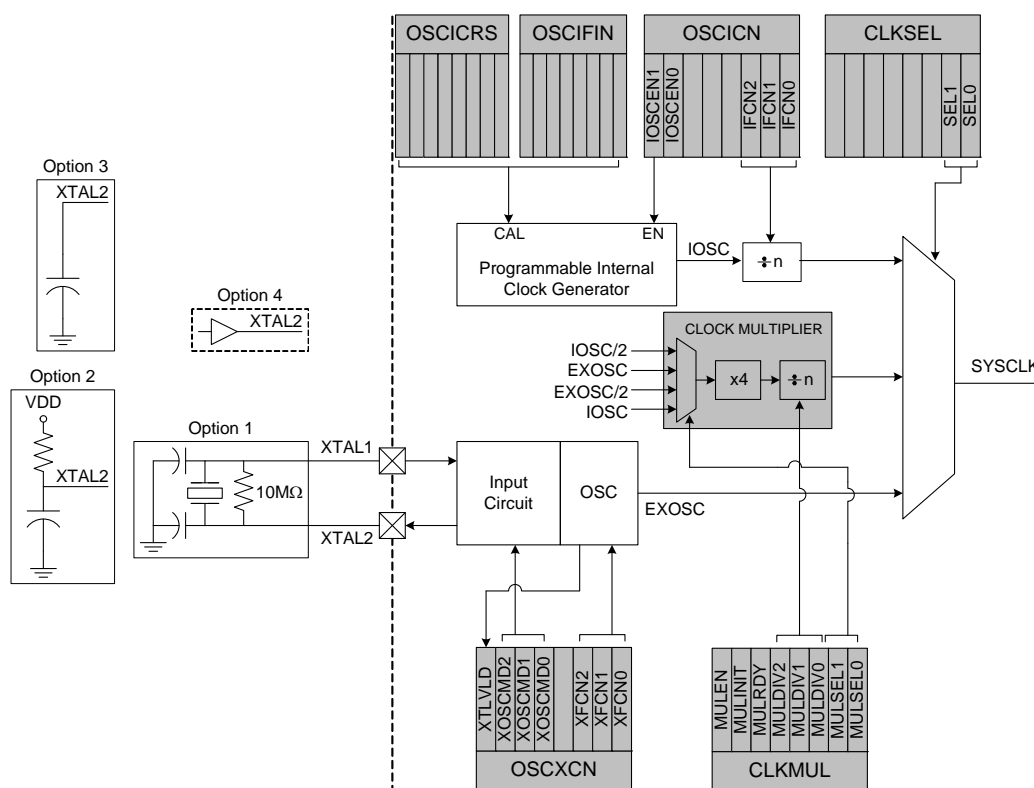 OSCICRS
OSCIFIN
OSCICN
CLKSEL
IOSCEN1
IOSCEN0
IFCN2
IFCN1
IFCN0
SEL1
SEL0
Option 3
XTAL2
CAL
EN
Programmable Internal
Clock Generator
IOSC
÷n
Option 4
XTAL2
CLOCK MULTIPLIER
IOSC/2
EXOSC
EXOSC/2
IOSC
x4
÷n
SYSCLK
Option 2
VDD
XTAL2
Option 1
10MΩ
XTAL1
XTAL2
Input
Circuit
OSC
EXOSC
XTLVLD
XOSCMD2
XOSCMD1
XOSCMD0
XFCN2
XFCN1
XFCN0
OSCXCN
MULEN
MULINIT
MULRDY
MULDIV2
MULDIV1
MULDIV0
MULSEL1
MULSEL0
CLKMUL